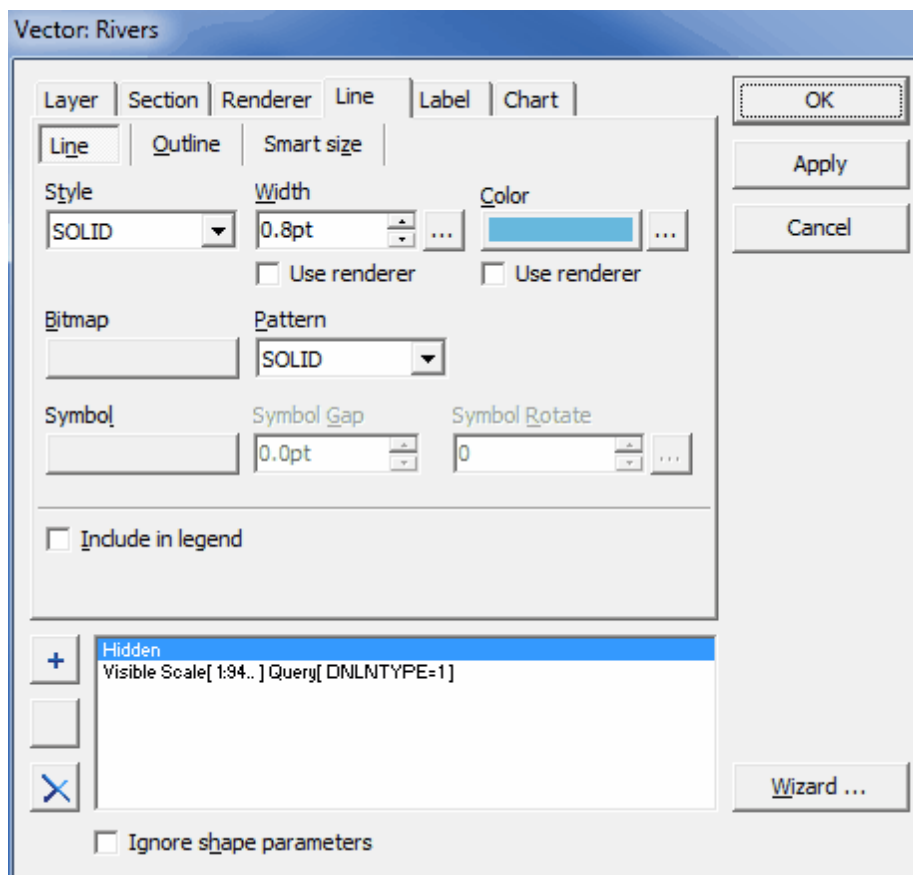 Vector: Rivers
Layer Section Renderer Line Label Chart
OK
Line Outline Smart size
Apply
Style Width Color
SOLID 0.8pt ... ...
Cancel
Use renderer Use renderer
Bitmap Pattern
SOLID
Symbol Symbol Gap Symbol Rotate
0.0pt 0 ...
Include in legend
+
Hidden
Visible Scale[ 1:94.. ] Query[ DNLNTYPE=1 ]
Wizard ...
Ignore shape parameters